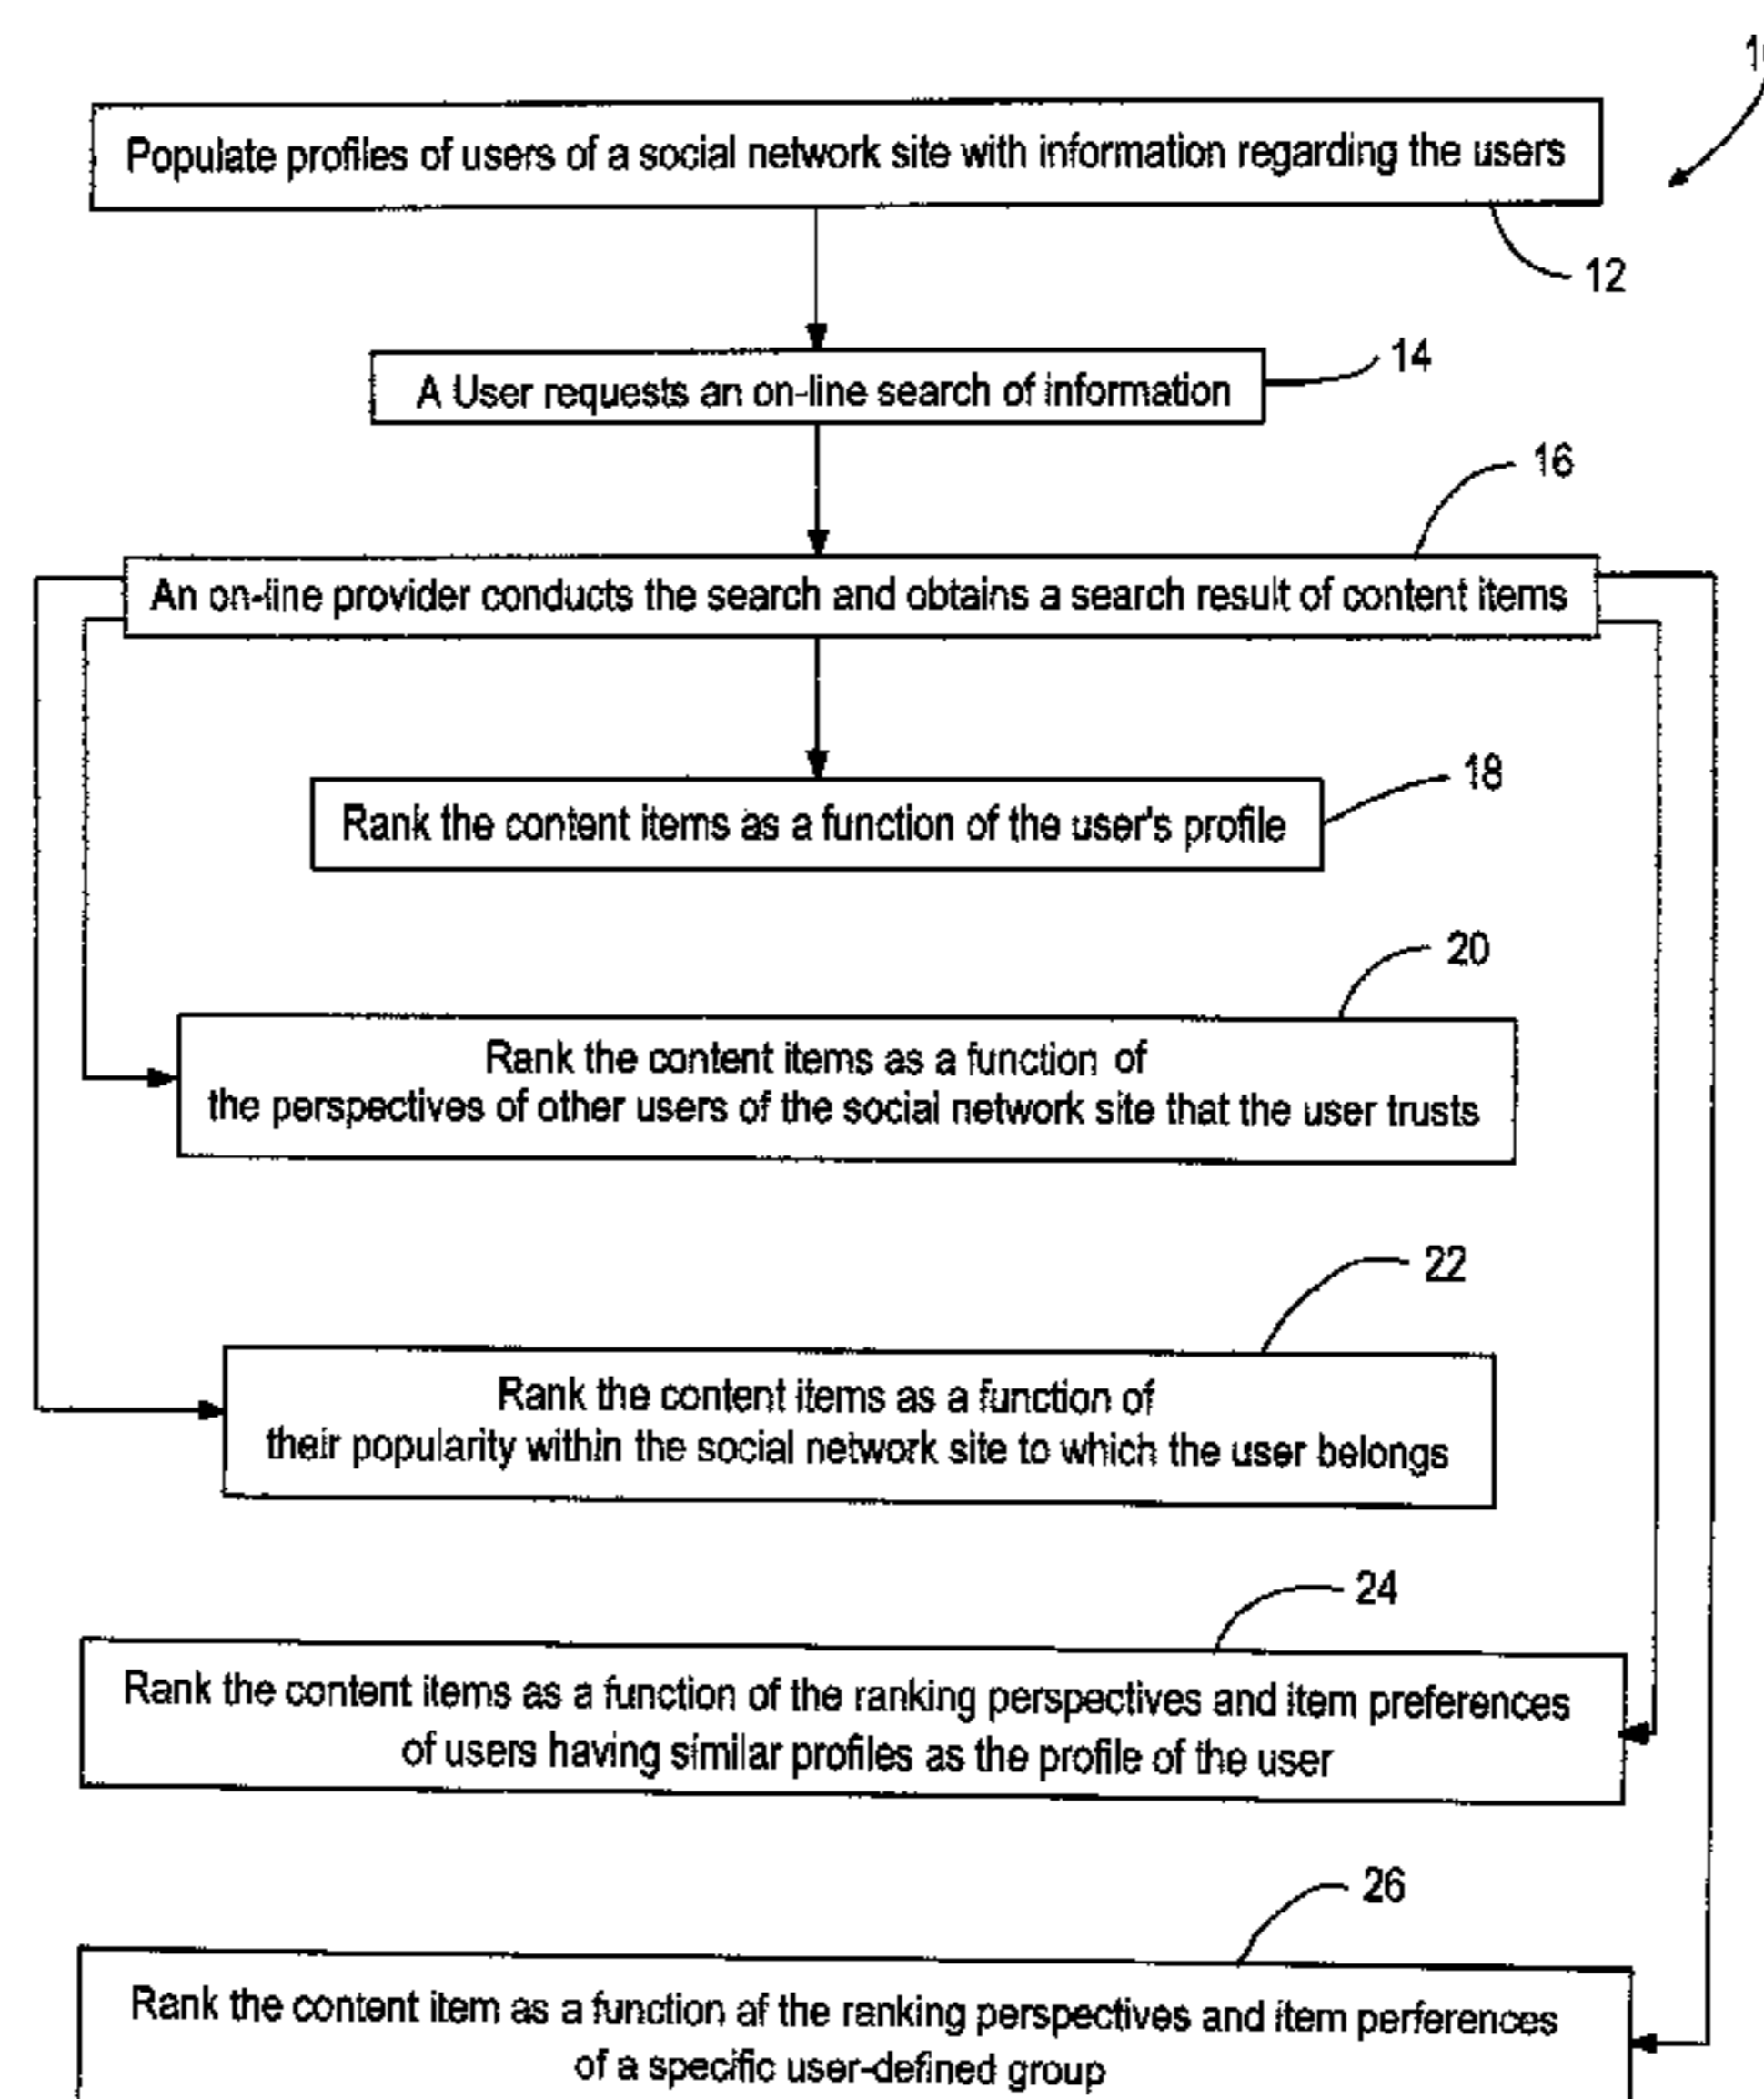 Populate profiles of users of a social network site with information regarding the users
12
A User requests an on-line search of information
14
16
An on-line provider conducts the search and obtains a search result of content items
18
Rank the content items as a function of the user's profile
20
Rank the content items as a function of
the perspectives of other users of the social network site that the user trusts
22
Rank the content items as a function of
their popularity within the social network site to which the user belongs
24
Rank the content items as a function of the ranking perspectives and item preferences
of users having similar profiles as the profile of the user
26
Rank the content item as a function af the ranking perspectives and item perferences
of a specific user-defined group